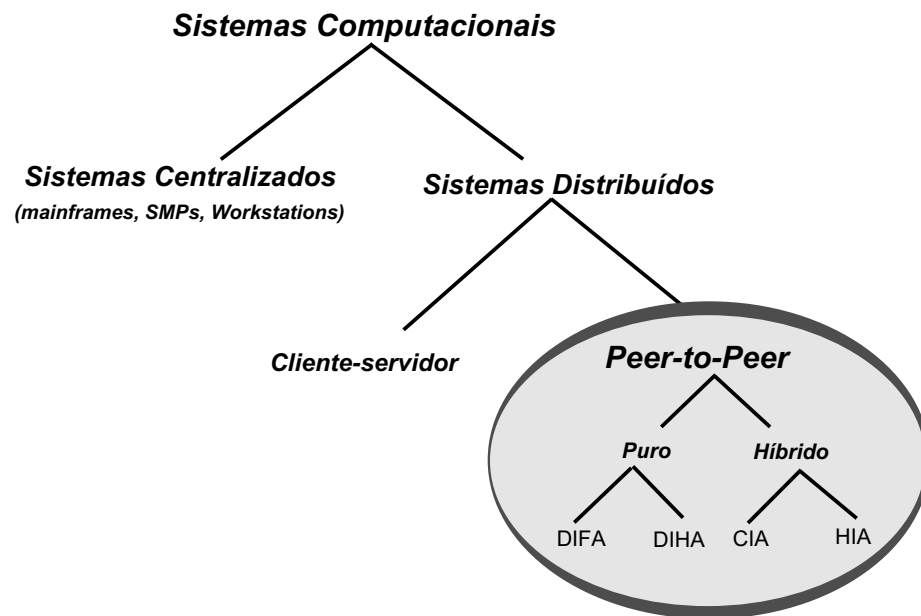 Sistemas Computacionais
Sistemas Centralizados
(mainframes, SMPs, Workstations)
Sistemas Distribuídos
Cliente-servidor
Peer-to-Peer
Puro
Híbrido
DIFA
DIHA
CIA
HIA